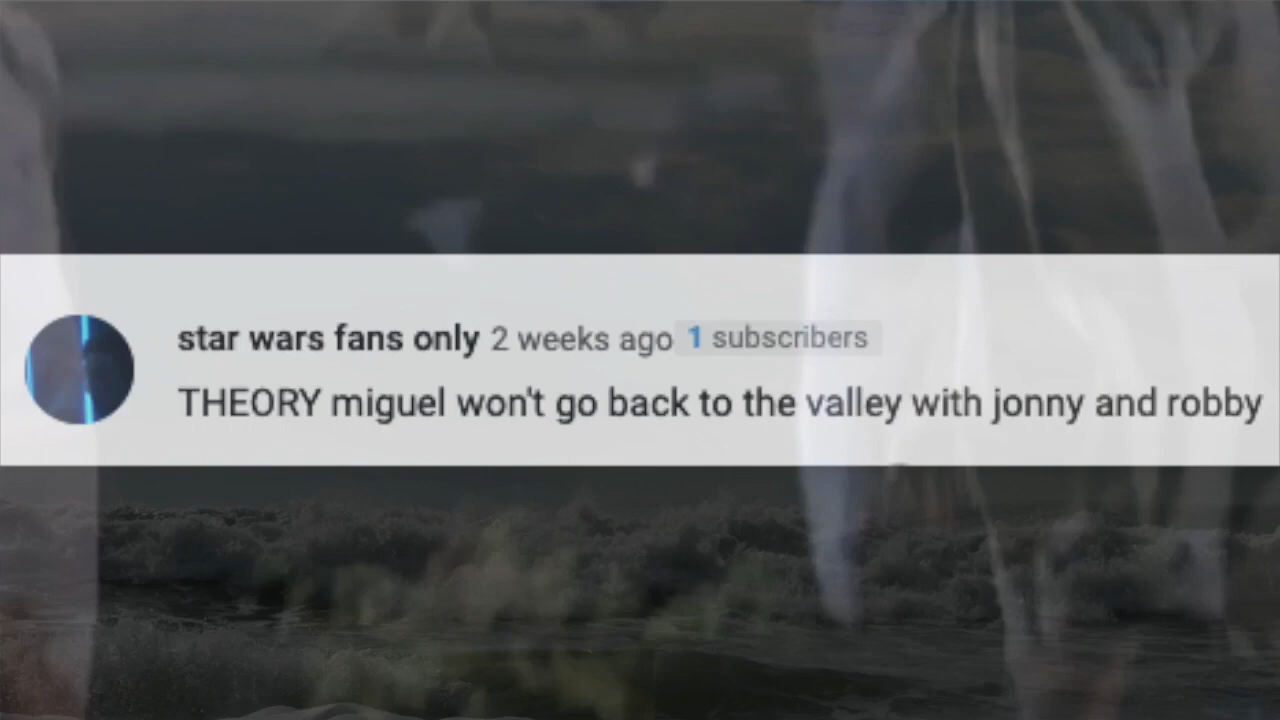 star wars fans only 2 weeks ago 1 subscribers
THEORY miguel won't go back to the valley with jonny and robby